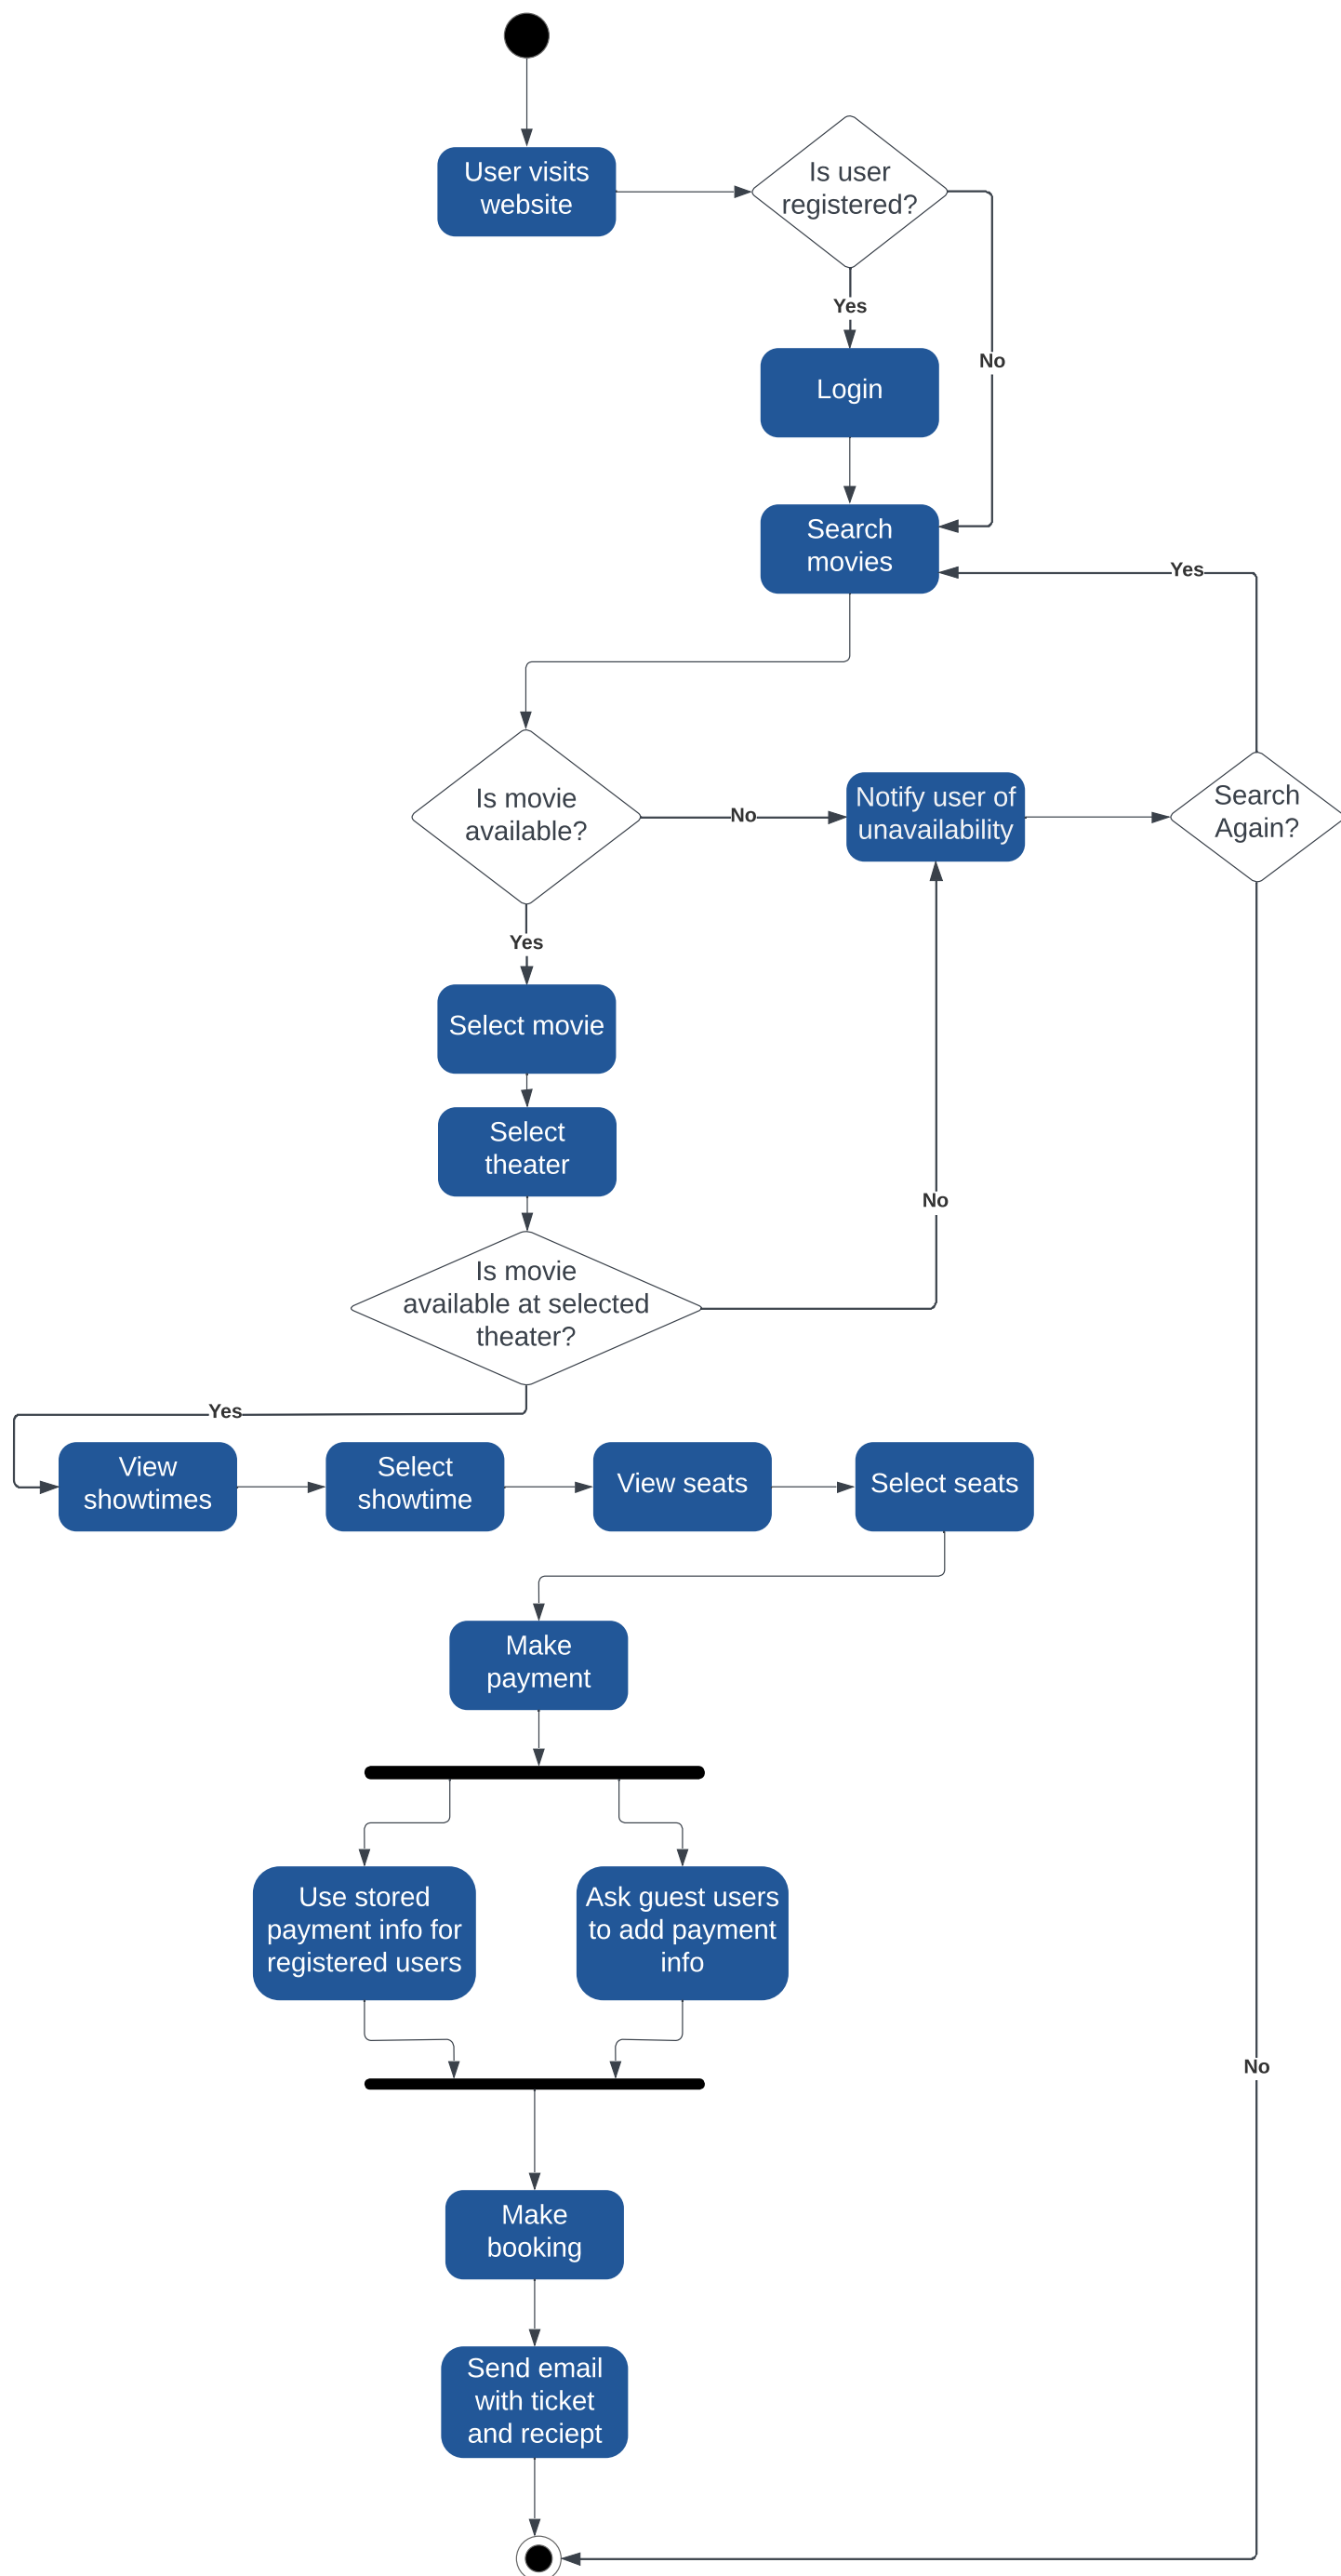 User visits
website
Is user
registered?
Yes
No
Login
Search
movies
Yes
Is movie
available?
No
Notify user of
unavailability
Search
Again?
Yes
Select movie
Select
theater
No
Is movie
available at selected
theater?
Yes
View
showtimes
Select
showtime
View seats
Select seats
Make
payment
Use stored
payment info for
registered users
Ask guest users
to add payment
info
No
Make
booking
Send email
with ticket
and reciept